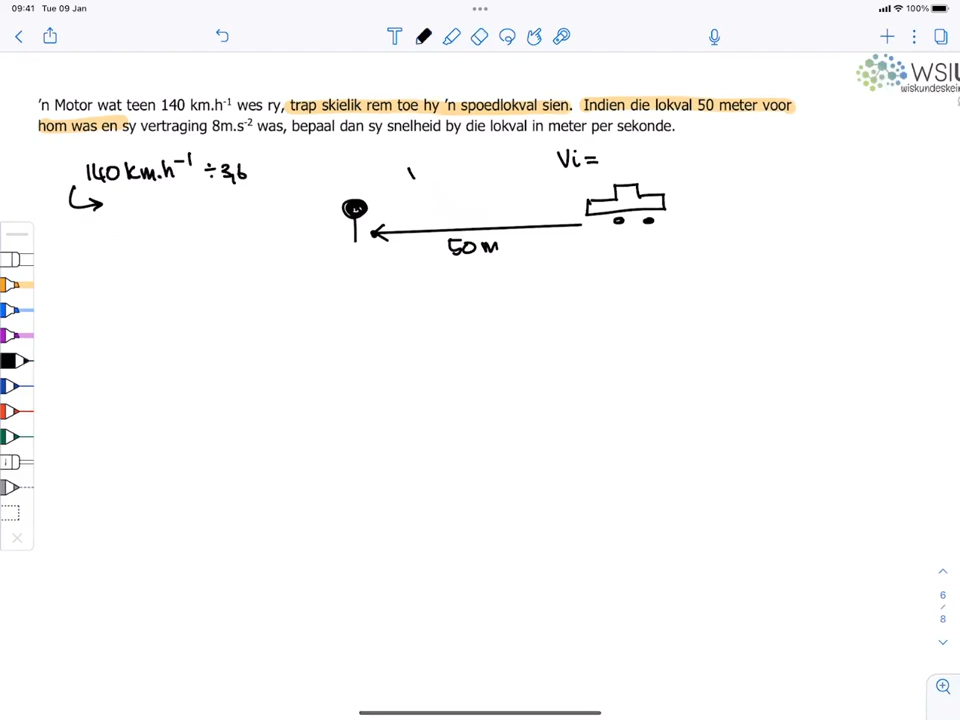 09:41 Tue 09 Jan
100%
WSI
wiskundeskei
'n Motor wat teen 140 km.h⁻¹ wes ry, trap skielik rem toe hy 'n spoedlokval sien. Indien die lokval 50 meter voor
hom was en sy vertraging 8m.s⁻² was, bepaal dan sy snelheid by die lokval in meter per sekonde.
140 km.h⁻¹ ÷ 3,6
Vi =
50 m
6
/
8